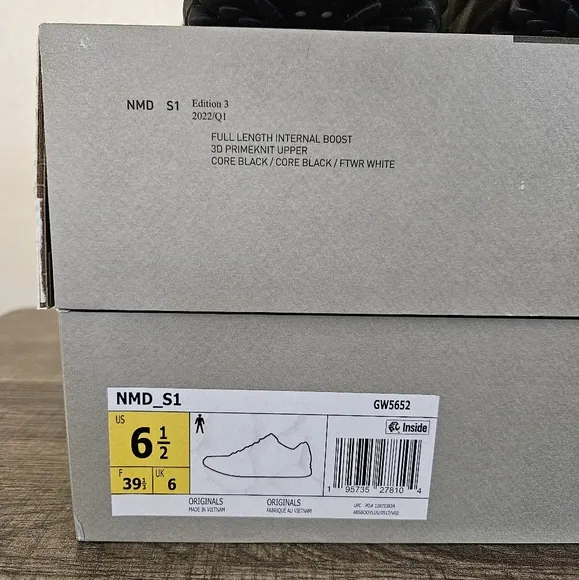 NMD S1 Edition 3
2022/Q1
FULL LENGTH INTERNAL BOOST
3D PRIMEKNIT UPPER
CORE BLACK / CORE BLACK / FTWR WHITE
NMD_S1 GW5652
US
6 1/2
Inside
F UK
39 1/3 6
1 95735 27810 4
ORIGINALS ORIGINALS
MADE IN VIETNAM FABRIQUÉ AU VIETNAM
UPC PO#